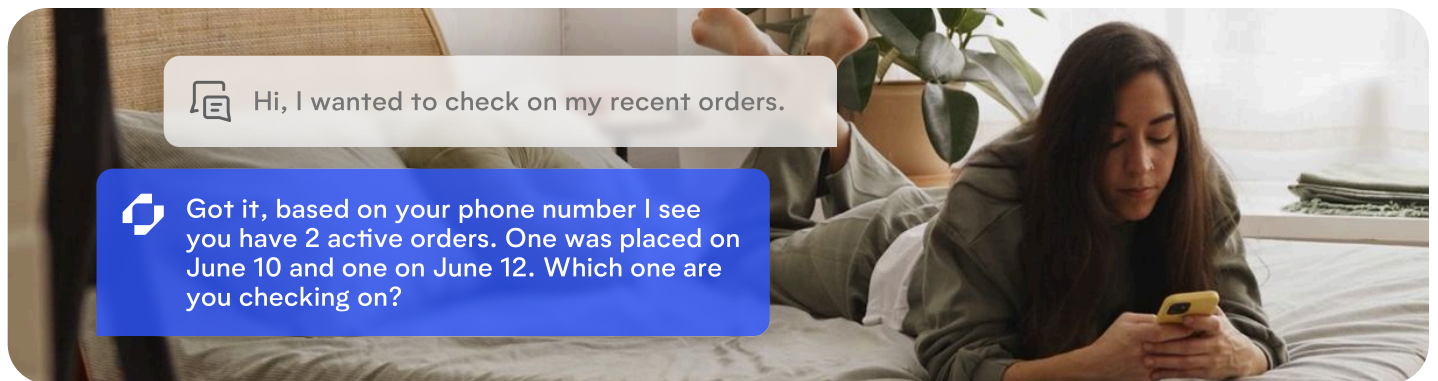 Hi, I wanted to check on my recent orders.
Got it, based on your phone number I see
you have 2 active orders. One was placed on
June 10 and one on June 12. Which one are
you checking on?